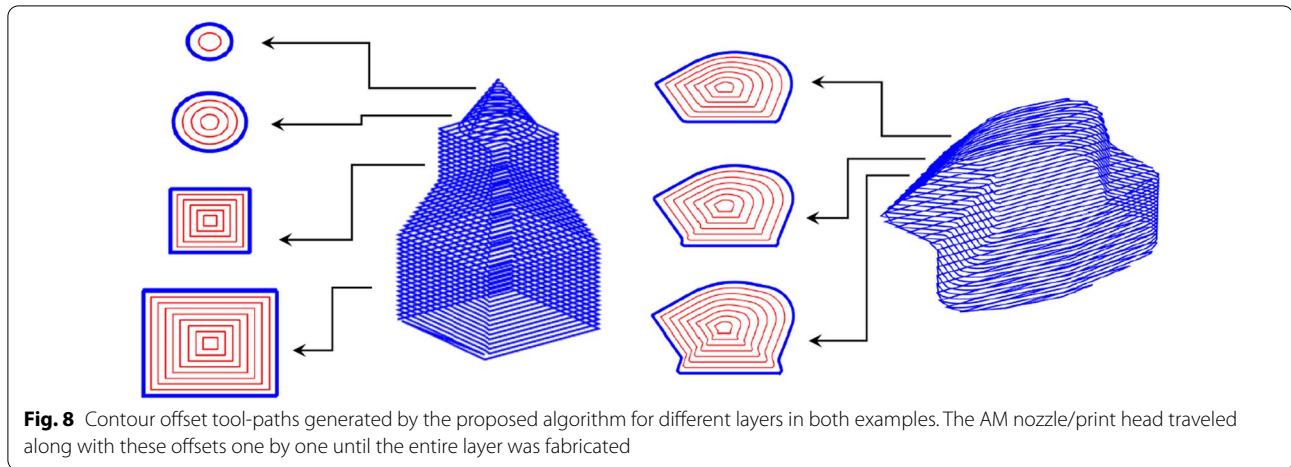 Fig. 8 Contour offset tool-paths generated by the proposed algorithm for different layers in both examples. The AM nozzle/print head traveled
along with these offsets one by one until the entire layer was fabricated